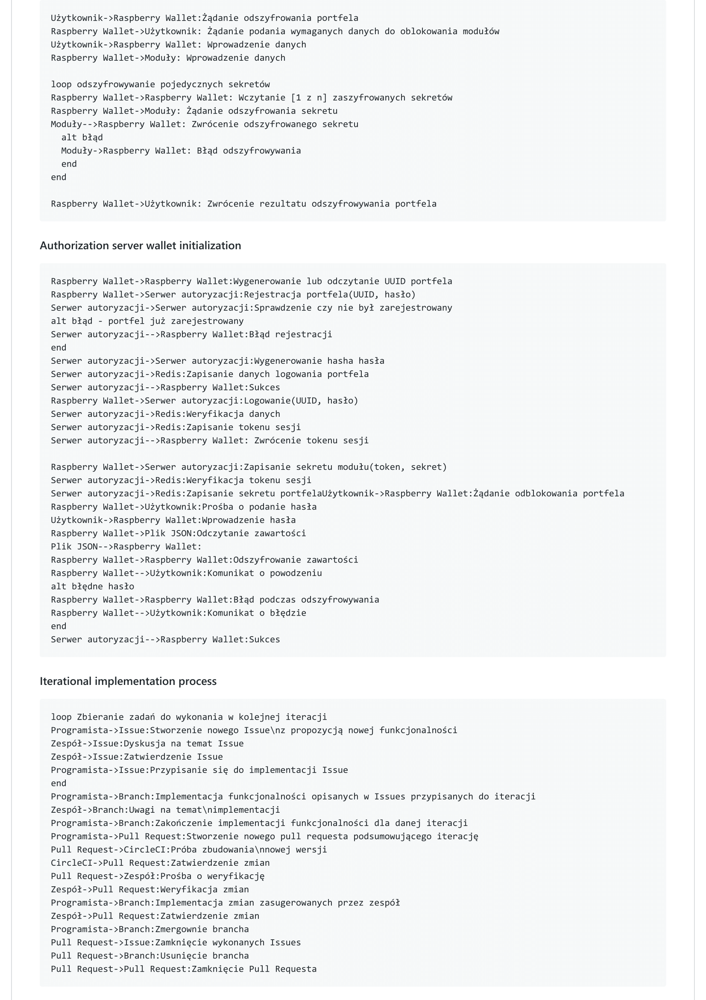 Użytkownik->Raspberry Wallet:Żądanie odszyfrowania portfela
Raspberry Wallet->Użytkownik: Żądanie podania wymaganych danych do oblokowania modułów
Użytkownik->Raspberry Wallet: Wprowadzenie danych
Raspberry Wallet->Moduły: Wprowadzenie danych

loop odszyfrowywanie pojedycznych sekretów
Raspberry Wallet->Raspberry Wallet: Wczytanie [1 z n] zaszyfrowanych sekretów
Raspberry Wallet->Moduły: Żądanie odszyfrowania sekretu
Moduły-->Raspberry Wallet: Zwrócenie odszyfrowanego sekretu
  alt błąd
  Moduły->Raspberry Wallet: Błąd odszyfrowywania
  end
end

Raspberry Wallet->Użytkownik: Zwrócenie rezultatu odszyfrowywania portfela

Authorization server wallet initialization

Raspberry Wallet->Raspberry Wallet:Wygenerowanie lub odczytanie UUID portfela
Raspberry Wallet->Serwer autoryzacji:Rejestracja portfela(UUID, hasło)
Serwer autoryzacji->Serwer autoryzacji:Sprawdzenie czy nie był zarejestrowany
alt błąd - portfel już zarejestrowany
Serwer autoryzacji-->Raspberry Wallet:Błąd rejestracji
end
Serwer autoryzacji->Serwer autoryzacji:Wygenerowanie hasha hasła
Serwer autoryzacji->Redis:Zapisanie danych logowania portfela
Serwer autoryzacji-->Raspberry Wallet:Sukces
Raspberry Wallet->Serwer autoryzacji:Logowanie(UUID, hasło)
Serwer autoryzacji->Redis:Weryfikacja danych
Serwer autoryzacji->Redis:Zapisanie tokenu sesji
Serwer autoryzacji-->Raspberry Wallet: Zwrócenie tokenu sesji

Raspberry Wallet->Serwer autoryzacji:Zapisanie sekretu modułu(token, sekret)
Serwer autoryzacji->Redis:Weryfikacja tokenu sesji
Serwer autoryzacji->Redis:Zapisanie sekretu portfelaUżytkownik->Raspberry Wallet:Żądanie odblokowania portfela
Raspberry Wallet->Użytkownik:Prośba o podanie hasła
Użytkownik->Raspberry Wallet:Wprowadzenie hasła
Raspberry Wallet->Plik JSON:Odczytanie zawartości
Plik JSON-->Raspberry Wallet:
Raspberry Wallet->Raspberry Wallet:Odszyfrowanie zawartości
Raspberry Wallet-->Użytkownik:Komunikat o powodzeniu
alt błędne hasło
Raspberry Wallet->Raspberry Wallet:Błąd podczas odszyfrowywania
Raspberry Wallet-->Użytkownik:Komunikat o błędzie
end
Serwer autoryzacji-->Raspberry Wallet:Sukces

Iterational implementation process

loop Zbieranie zadań do wykonania w kolejnej iteracji
Programista->Issue:Stworzenie nowego Issue\nz propozycją nowej funkcjonalności
Zespół->Issue:Dyskusja na temat Issue
Zespół->Issue:Zatwierdzenie Issue
Programista->Issue:Przypisanie się do implementacji Issue
end
Programista->Branch:Implementacja funkcjonalności opisanych w Issues przypisanych do iteracji
Zespół->Branch:Uwagi na temat\nimplementacji
Programista->Branch:Zakończenie implementacji funkcjonalności dla danej iteracji
Programista->Pull Request:Stworzenie nowego pull requesta podsumowującego iterację
Pull Request->CircleCI:Próba zbudowania\nnowej wersji
CircleCI->Pull Request:Zatwierdzenie zmian
Pull Request->Zespół:Prośba o weryfikację
Zespół->Pull Request:Weryfikacja zmian
Programista->Branch:Implementacja zmian zasugerowanych przez zespół
Zespół->Pull Request:Zatwierdzenie zmian
Programista->Branch:Zmergownie brancha
Pull Request->Issue:Zamknięcie wykonanych Issues
Pull Request->Branch:Usunięcie brancha
Pull Request->Pull Request:Zamknięcie Pull Requesta